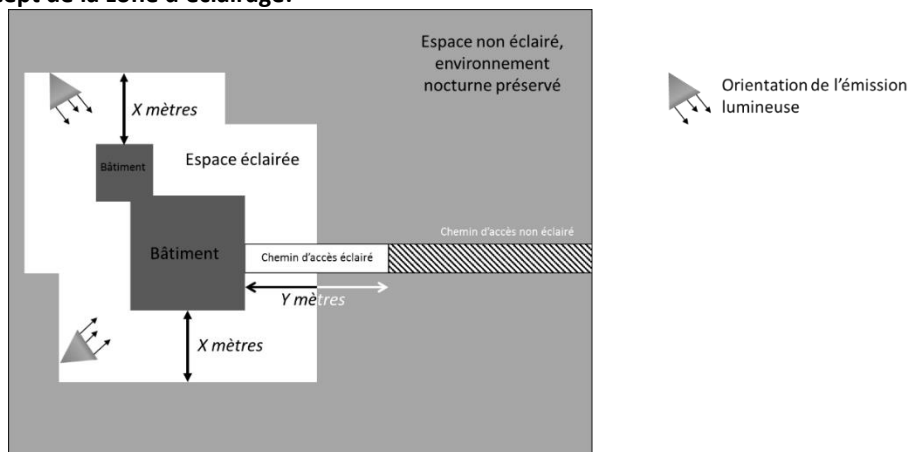 Espace non éclairé,
environnement
nocturne préservé
X mètres
Bâtiment
Espace éclairée
Chemin d'accès non éclairé
Bâtiment
Chemin d'accès éclairé
Y mètres
X mètres
Orientation de l'émission
lumineuse